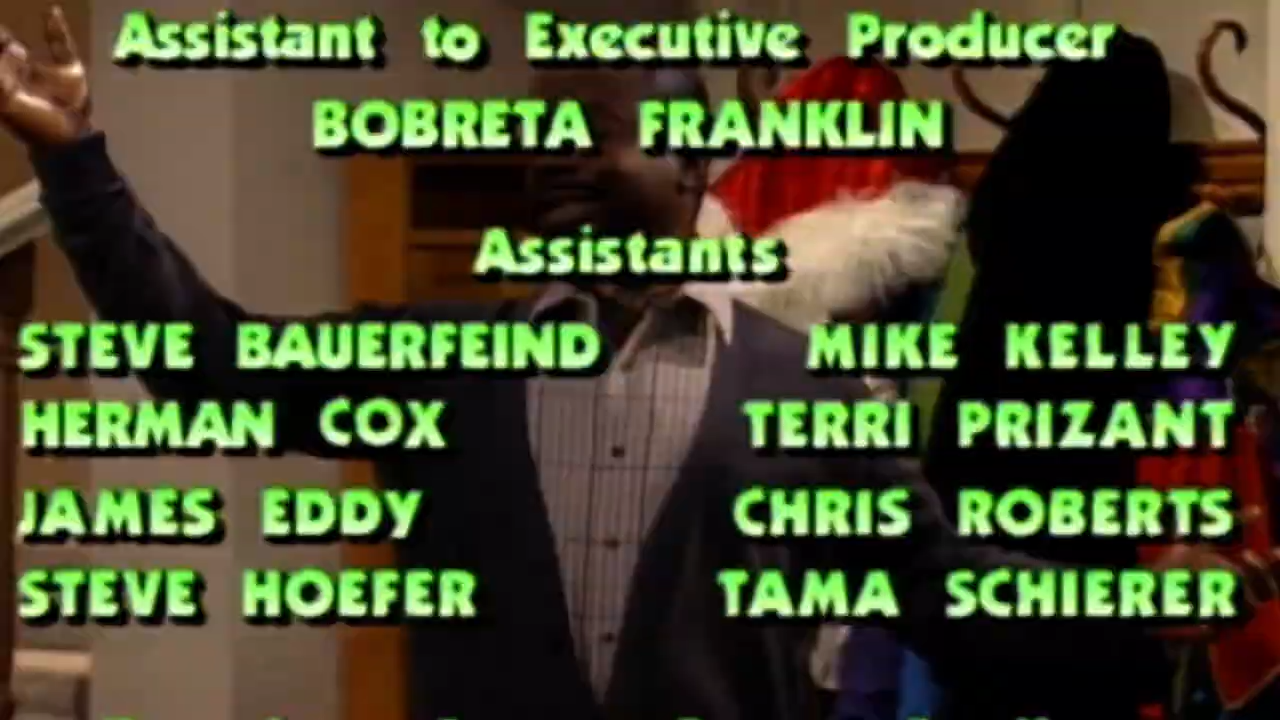 Assistant to Executive Producer
BOBRETA FRANKLIN
Assistants
STEVE BAUERFEIND MIKE KELLEY
HERMAN COX TERRI PRIZANT
JAMES EDDY CHRIS ROBERTS
STEVE HOEFER TAMA SCHIERER